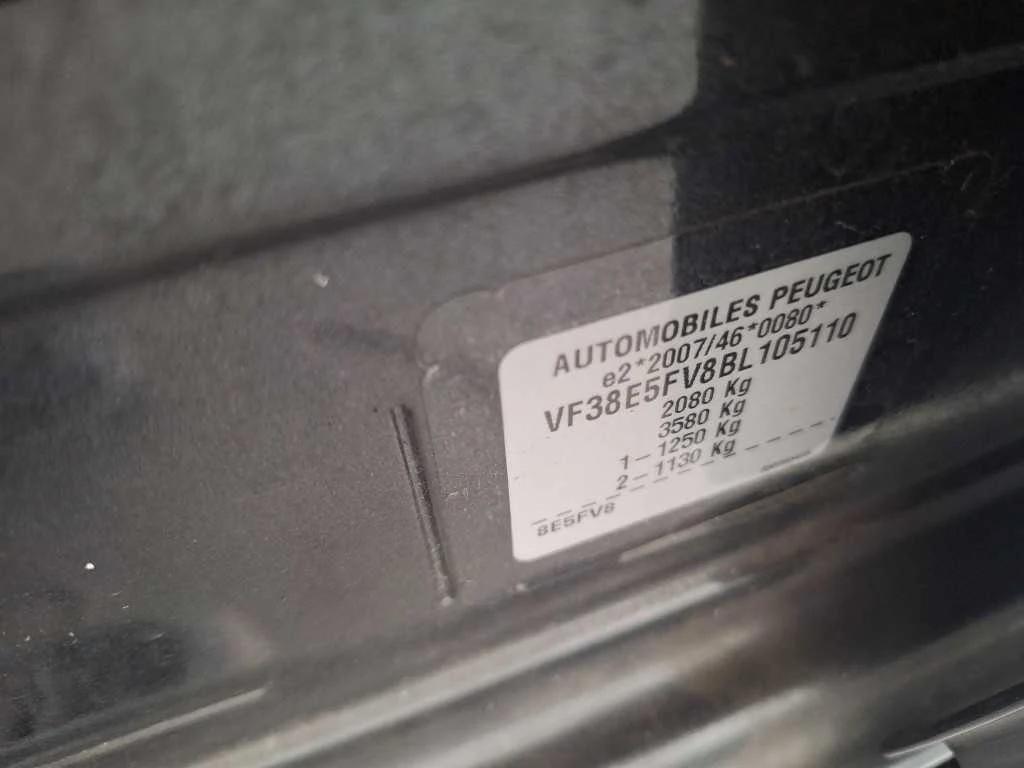 AUTOMOBILES PEUGEOT
e2*2007/46*0080*
VF38E5FV8BL105110
2080 Kg
3580 Kg
1 - 1250 Kg
2 - 1130 Kg
8E5FV8